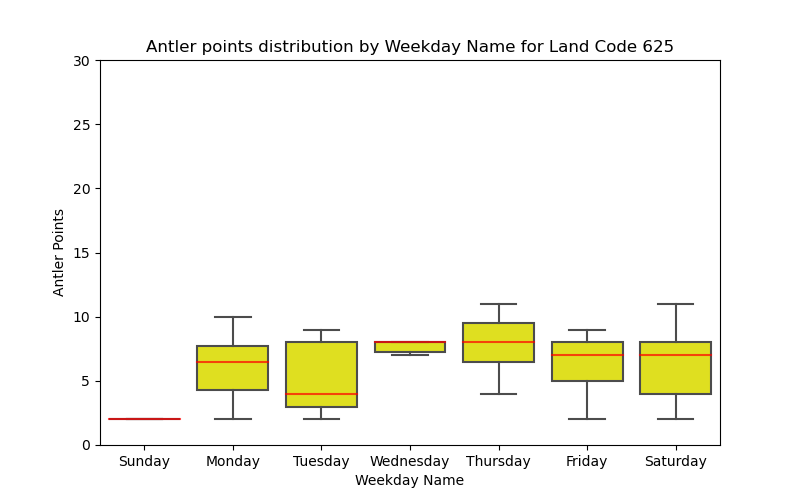 Antler points distribution by Weekday Name for Land Code 625
Antler Points
30
25
20
15
10
5
0
Sunday Monday Tuesday Wednesday Thursday Friday Saturday
Weekday Name